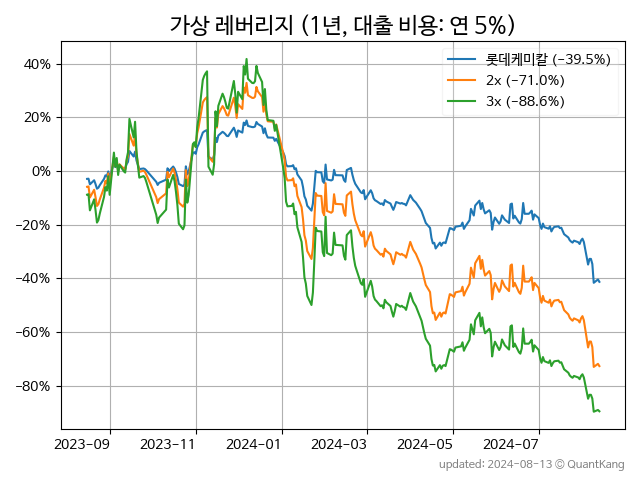 가상 레버리지 (1년, 대출 비용: 연 5%)
롯데케미칼 (−39.5%)
2x (−71.0%)
3x (−88.6%)
40%
20%
0%
−20%
−40%
−60%
−80%
2023-09 2023-11 2024-01 2024-03 2024-05 2024-07
updated: 2024-08-13 © QuantKang